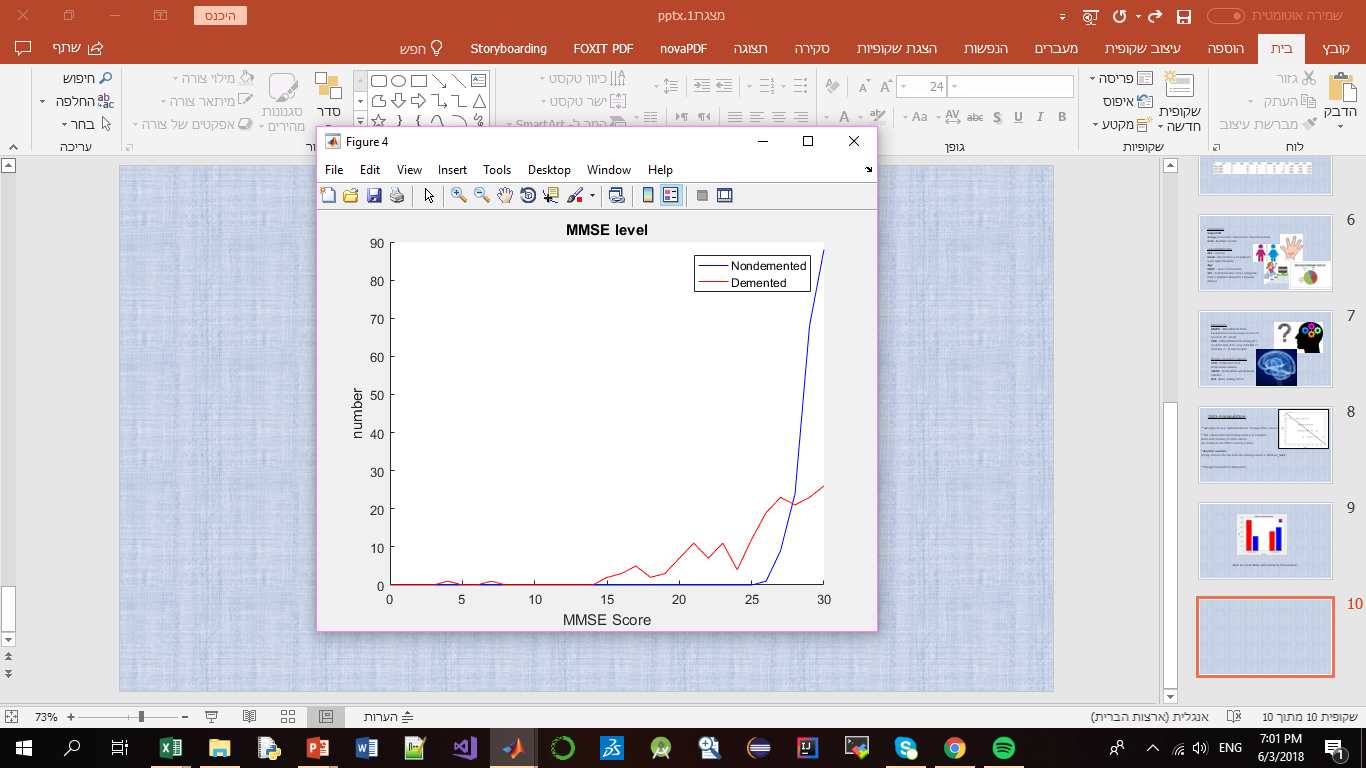 שמירה אוטומטית
מצגת1.pptx
היכנס
קובץ
בית
הוספה
עיצוב שקופית
מעברים
הנפשות
הצגת שקופיות
סקירה
תצוגה
novaPDF
FOXIT PDF
Storyboarding
חפש
שתף
הדבק
גזור
העתק
מברשת עיצוב
לוח
שקופית חדשה
פריסה
איפוס
מקטע
שקופיות
24
B
I
U
S
abc
AV
Aa
A
גופן
כיוון טקסט
ישר טקסט
סדר
סגנונות מהירים
מילוי צורה
מיתאר צורה
אפקטים של צורה
חיפוש
החלפה
בחר
עריכה
Figure 4
File Edit View Insert Tools Desktop Window Help
MMSE level
Nondemented
Demented
90
80
70
60
50
40
30
20
10
0
number
0 5 10 15 20 25 30
MMSE Score
6
7
8
9
10
שקופית 10 מתוך 10
אנגלית (ארצות הברית)
הערות
73%
ENG
7:01 PM
6/3/2018
1